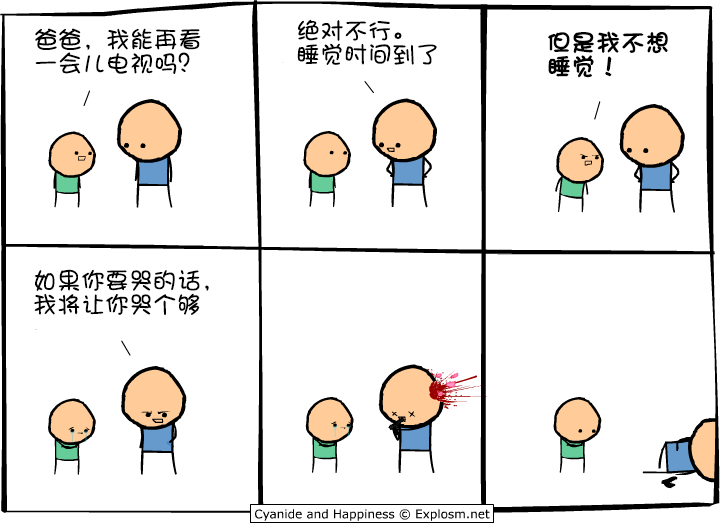 爸爸，我能再看
一会儿电视吗？
绝对不行。
睡觉时间到了
但是我不想
睡觉！
如果你要哭的话，
我将让你哭个够
Cyanide and Happiness © Explosm.net